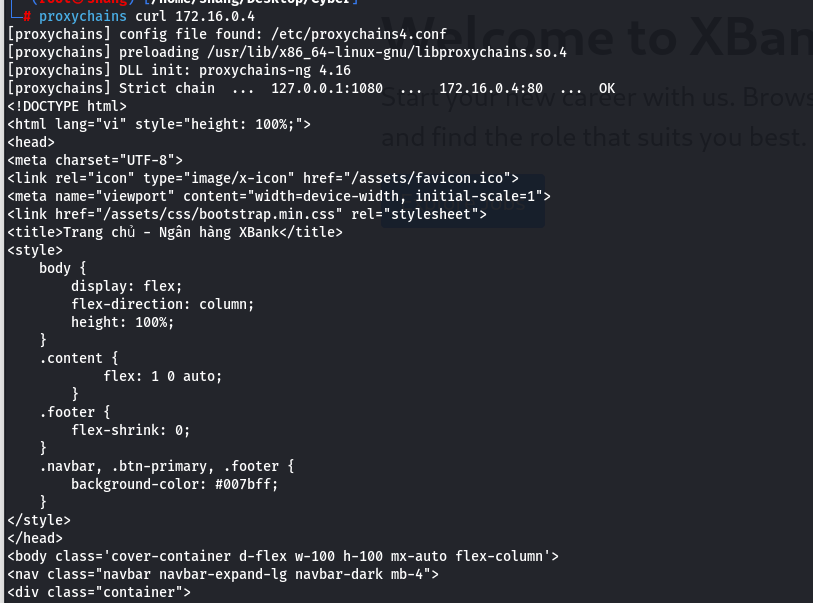 (root㉿Shang)-[/home/shang/Desktop/Cyber]
└─# proxychains curl 172.16.0.4
[proxychains] config file found: /etc/proxychains4.conf
[proxychains] preloading /usr/lib/x86_64-linux-gnu/libproxychains.so.4
[proxychains] DLL init: proxychains-ng 4.16
[proxychains] Strict chain  ...  127.0.0.1:1080  ...  172.16.0.4:80  ...  OK
<!DOCTYPE html>
<html lang="vi" style="height: 100%;">
<head>
<meta charset="UTF-8">
<link rel="icon" type="image/x-icon" href="/assets/favicon.ico">
<meta name="viewport" content="width=device-width, initial-scale=1">
<link href="/assets/css/bootstrap.min.css" rel="stylesheet">
<title>Trang chủ - Ngân hàng XBank</title>
<style>
    body {
        display: flex;
        flex-direction: column;
        height: 100%;
    }
    .content {
            flex: 1 0 auto;
        }
    .footer {
        flex-shrink: 0;
    }
    .navbar, .btn-primary, .footer {
        background-color: #007bff;
    }
</style>
</head>
<body class='cover-container d-flex w-100 h-100 mx-auto flex-column'>
<nav class="navbar navbar-expand-lg navbar-dark mb-4">
<div class="container">
Welcome to XBan
Start your new career with us. Brows
and find the role that suits you best.